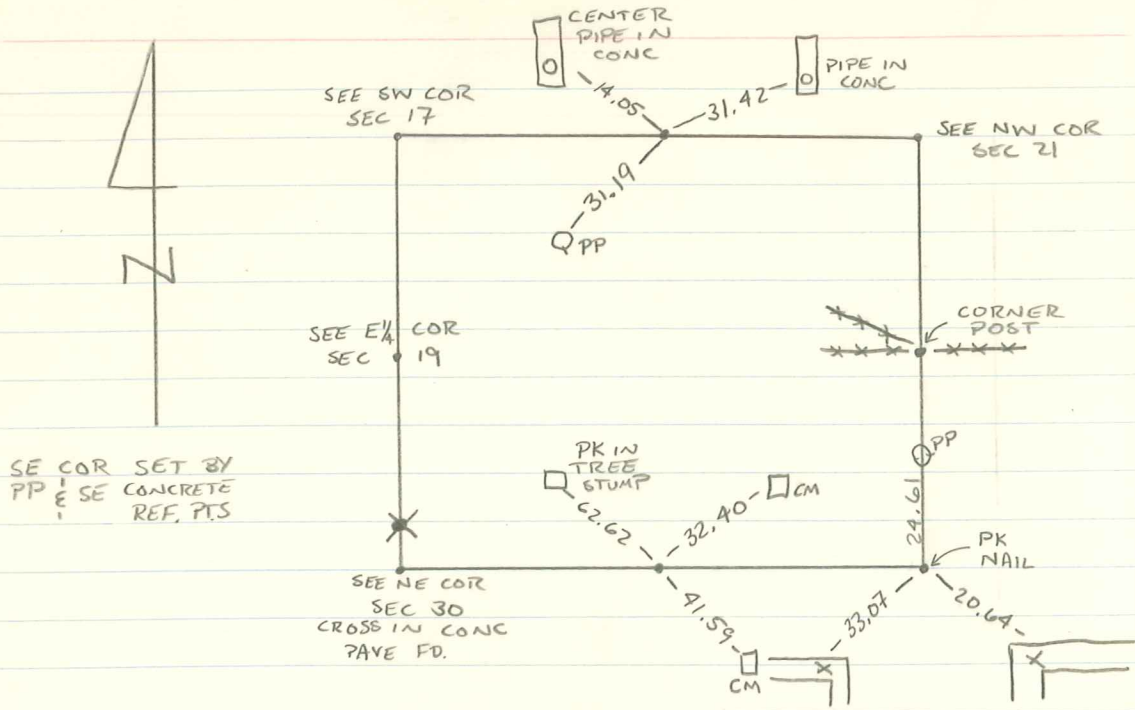 CENTER
PIPE IN
CONC
PIPE IN
CONC
14.05
31.42
SEE SW COR
SEC 17
SEE NW COR
SEC 21
31.19
PP
N
SEE E¼ COR
SEC 19
CORNER
POST
SE COR SET BY
PP & SE CONCRETE
REF. PTS
PK IN
TREE
STUMP
CM
PP
62.62
32.40
24.61
PK
NAIL
SEE NE COR
SEC 30
CROSS IN CONC
PAVE FD.
41.59
33.07
20.64
CM